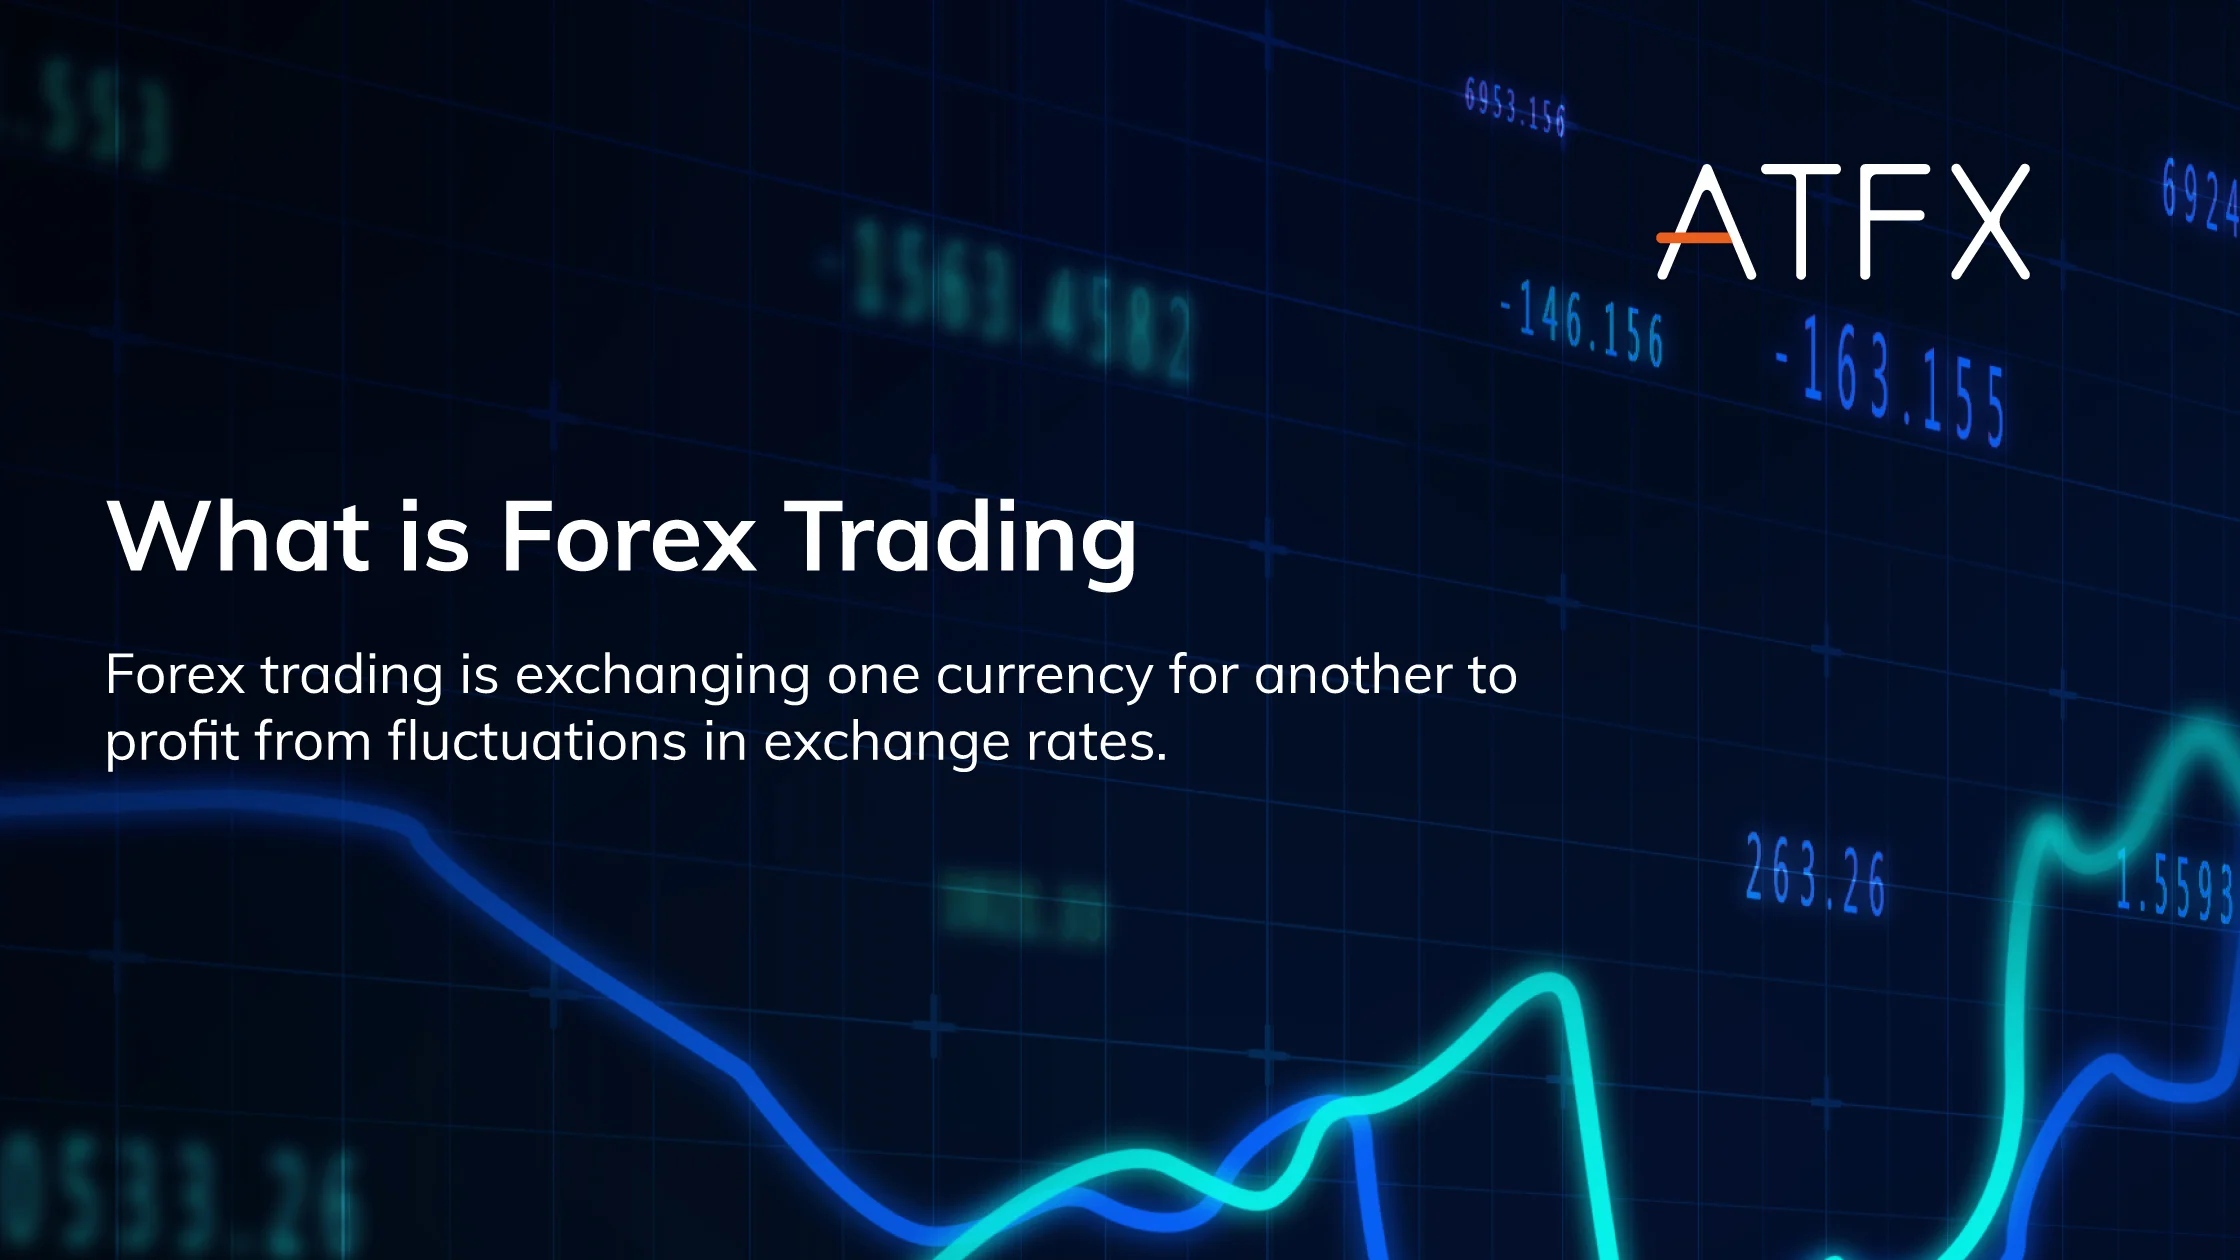 .553
6953.156
ATFX
6924
-1563.4582
-146.156
-163.155
What is Forex Trading
Forex trading is exchanging one currency for another to
profit from fluctuations in exchange rates.
263.26
1.5593
0533.26